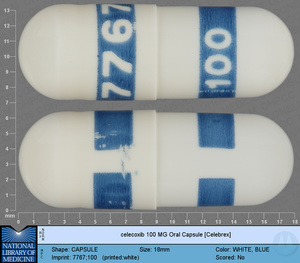 7767
100
celecoxib 100 MG Oral Capsule [Celebrex]
NATIONAL
LIBRARY OF
MEDICINE
Shape: CAPSULE Size: 18mm Color: WHITE, BLUE
Imprint: 7767;100 (printed:white) Scored: No
mm
0 1 2 3 4 5 6 7 8 9 10 11 12 13 14 15 16 17 18